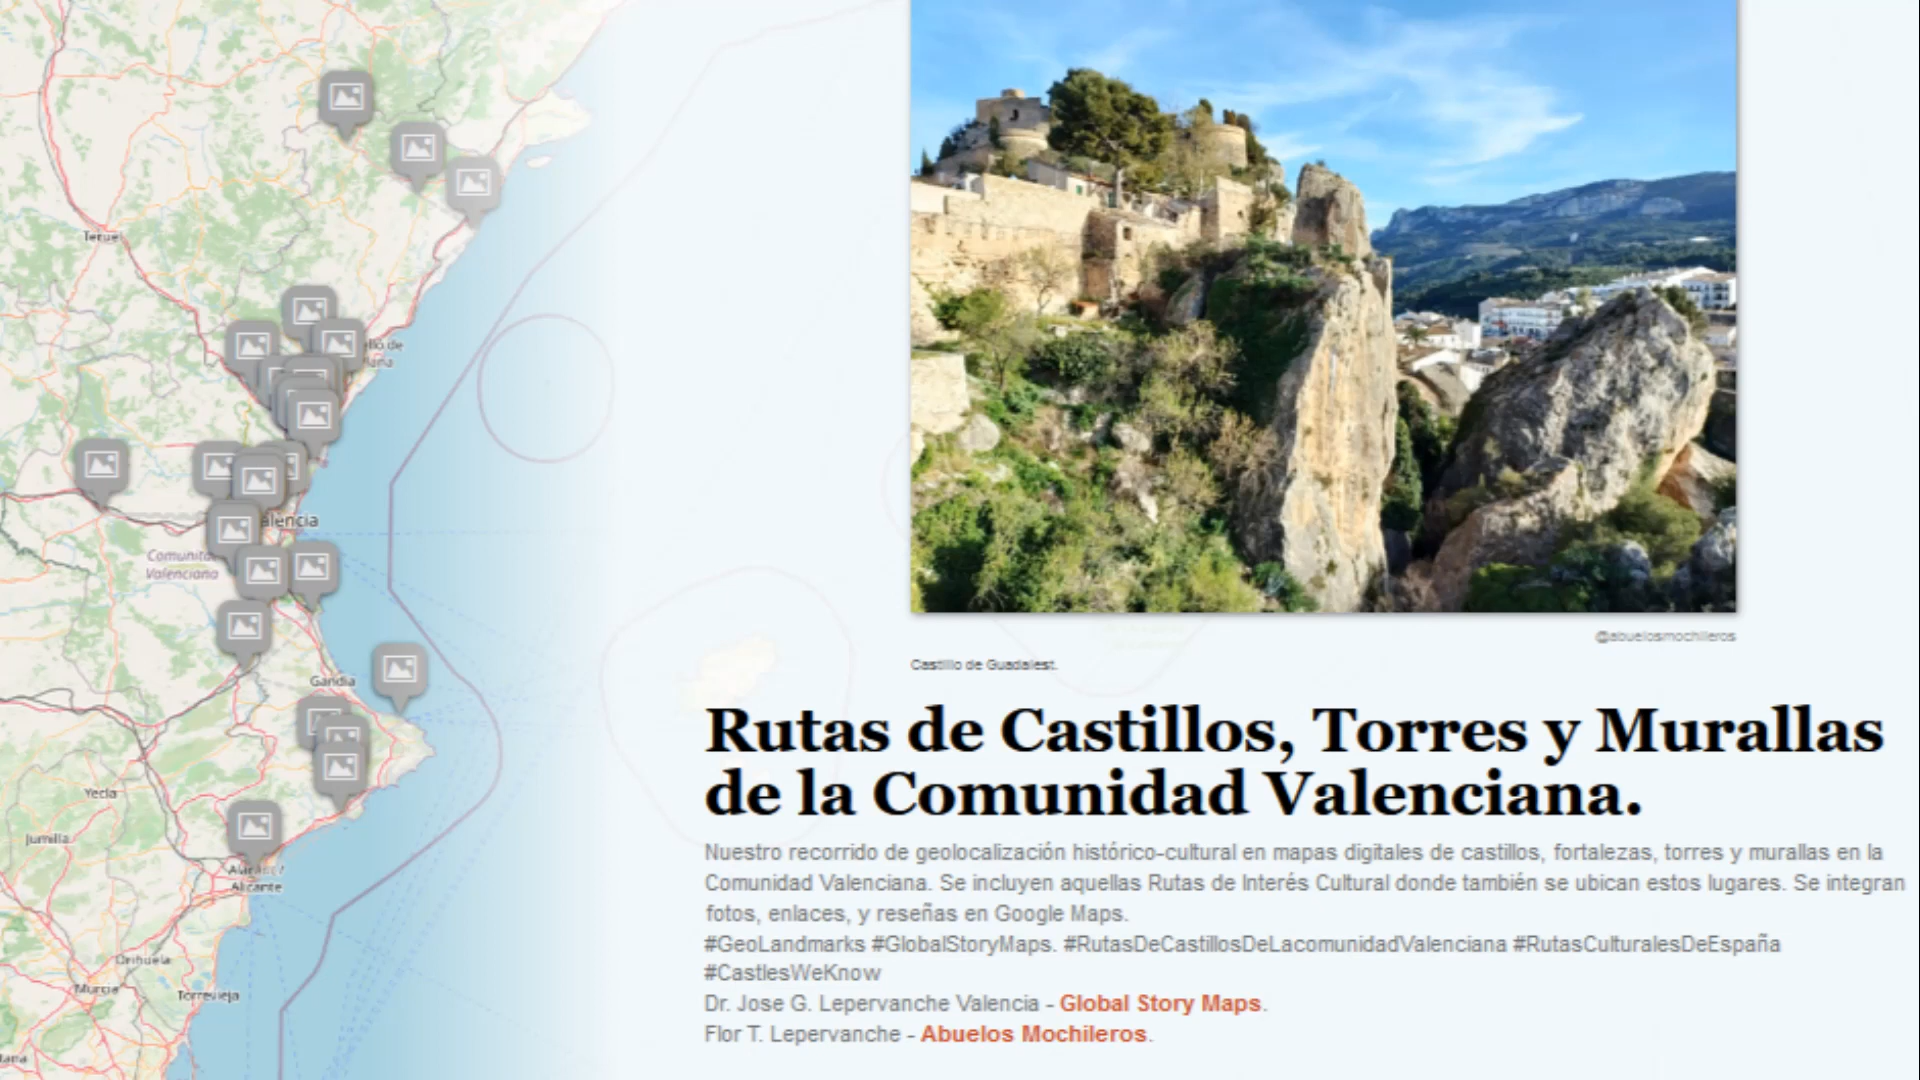 Teruel
Valencia
Comunitat
Valenciana
Gandia
Yecla
Jumilla
Alicante
Orihuela
Murcia
Torrevieja
@abuelosmochileros
Castillo de Guadalest.
Rutas de Castillos, Torres y Murallas
de la Comunidad Valenciana.
Nuestro recorrido de geolocalización histórico-cultural en mapas digitales de castillos, fortalezas, torres y murallas en la
Comunidad Valenciana. Se incluyen aquellas Rutas de Interés Cultural donde también se ubican estos lugares. Se integran
fotos, enlaces, y reseñas en Google Maps.
#GeoLandmarks #GlobalStoryMaps. #RutasDeCastillosDeLacomunidadValenciana #RutasCulturalesDeEspaña
#CastlesWeKnow
Dr. Jose G. Lepervanche Valencia - Global Story Maps.
Flor T. Lepervanche - Abuelos Mochileros.